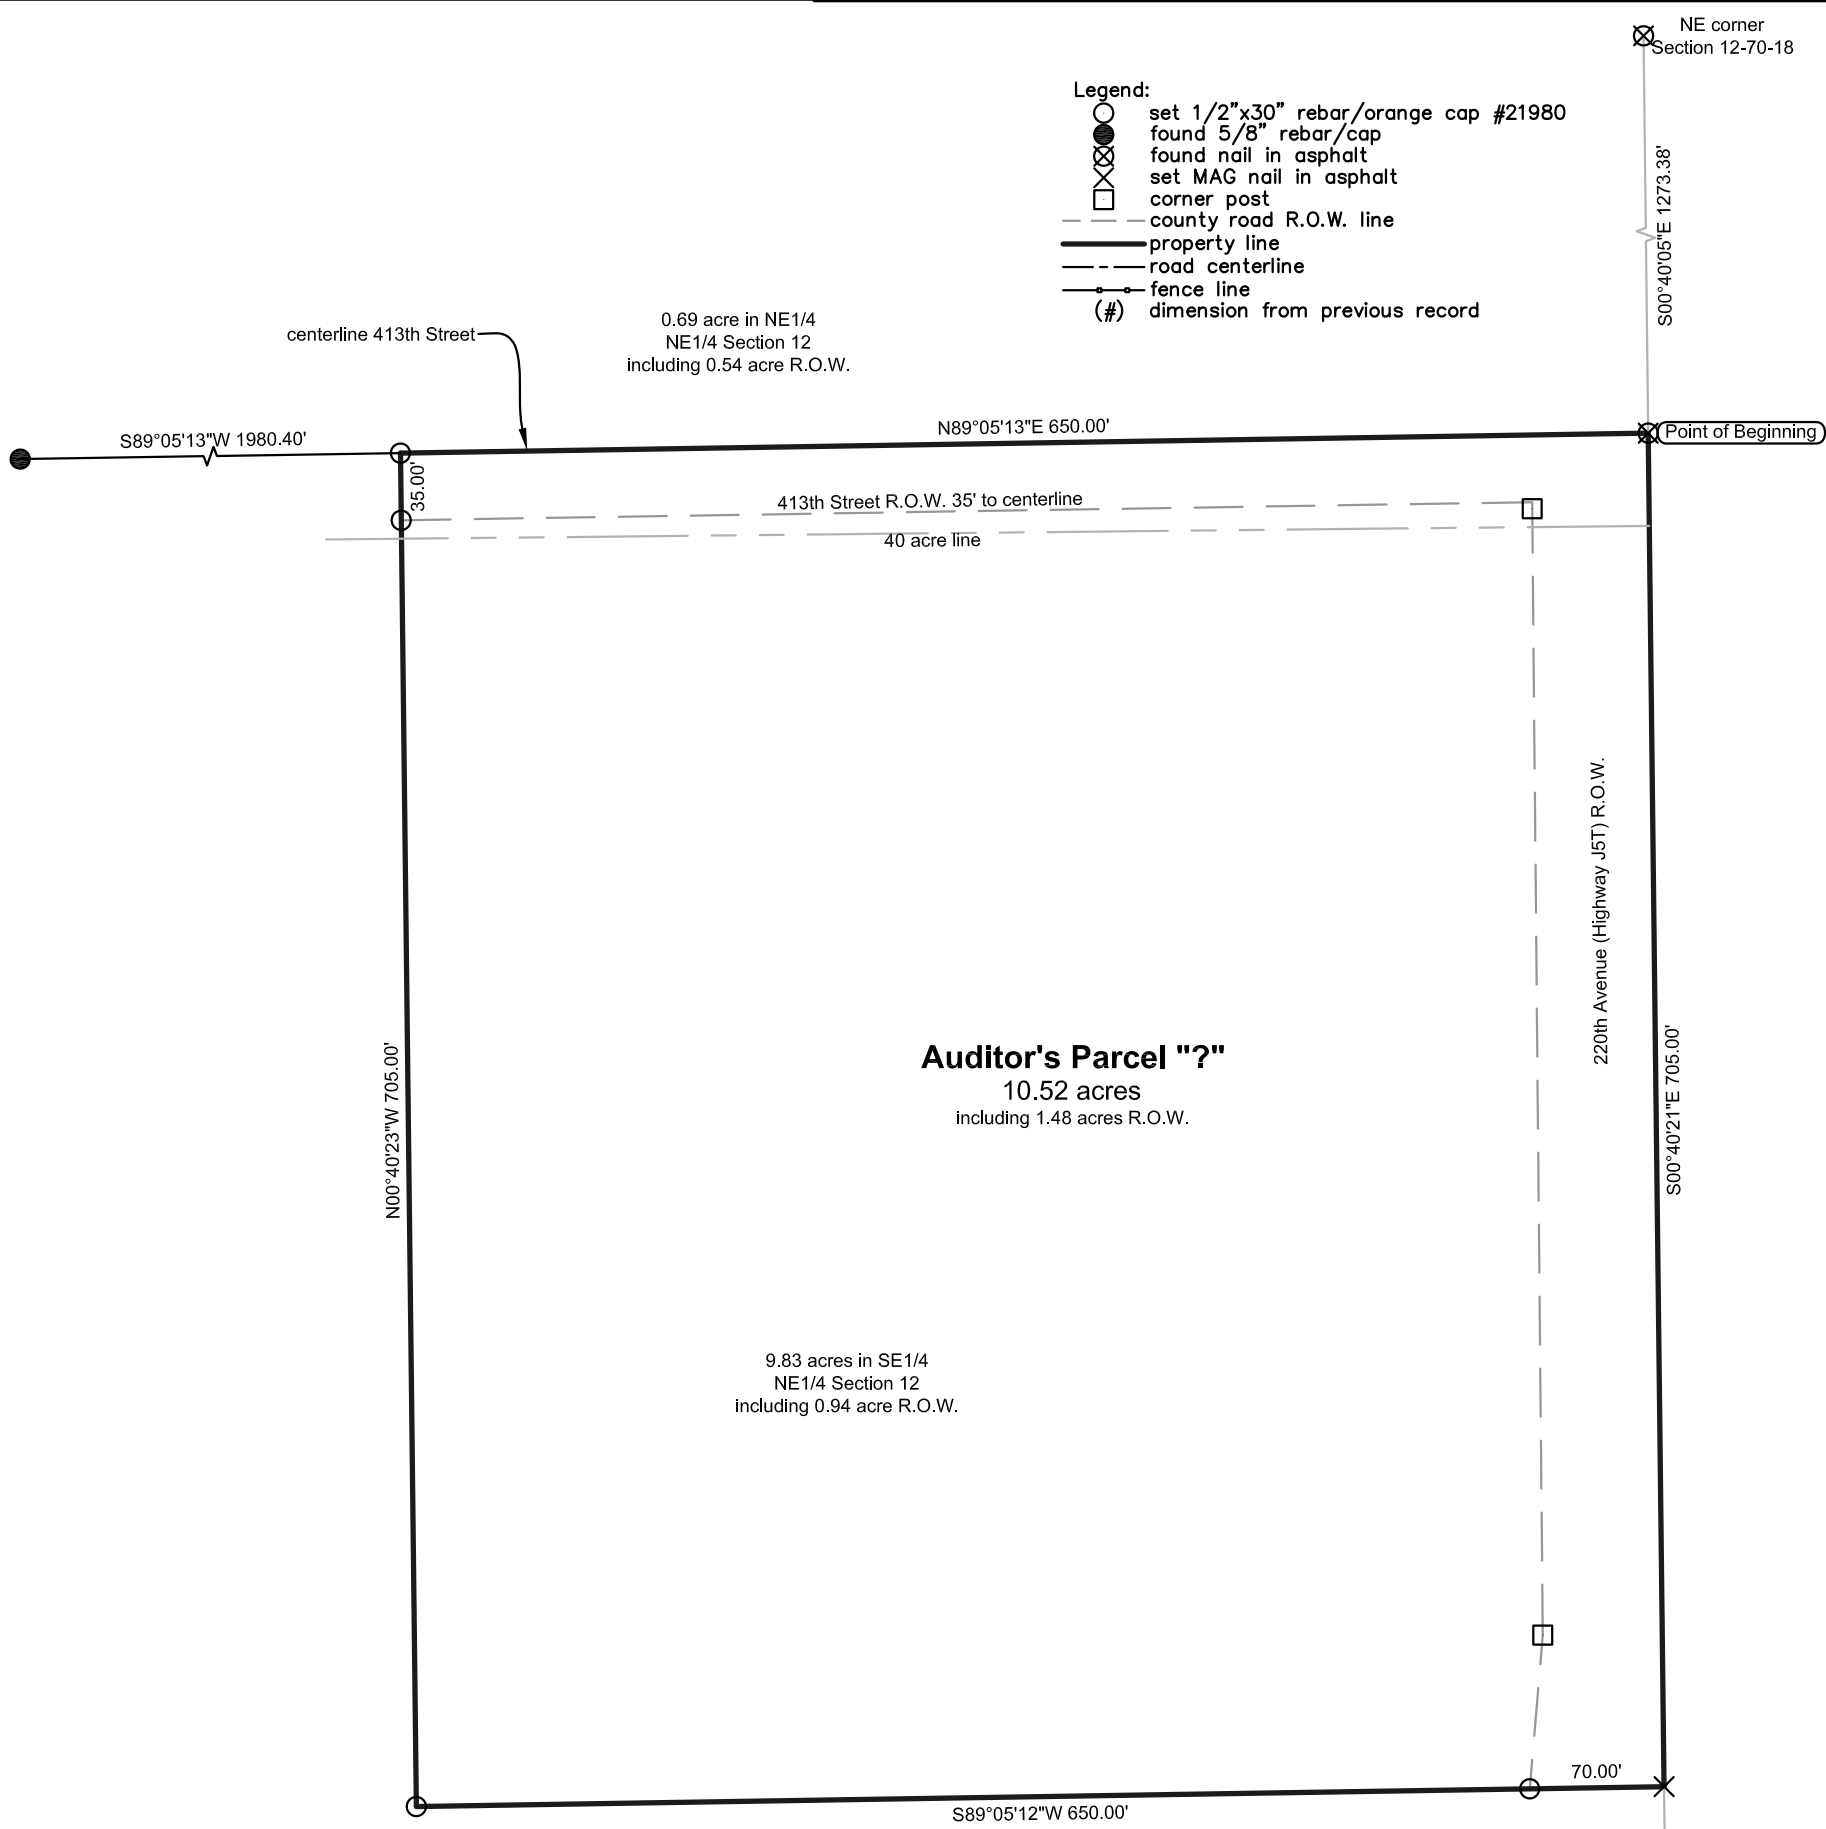 NE corner
Section 12-70-18
Legend:
set 1/2"x30" rebar/orange cap #21980
found 5/8" rebar/cap
found nail in asphalt
set MAG nail in asphalt
corner post
county road R.O.W. line
property line
road centerline
fence line
(#) dimension from previous record
S00°40'05"E 1273.38'
centerline 413th Street
0.69 acre in NE1/4
NE1/4 Section 12
including 0.54 acre R.O.W.
S89°05'13"W 1980.40'
N89°05'13"E 650.00'
Point of Beginning
35.00'
413th Street R.O.W. 35' to centerline
40 acre line
220th Avenue (Highway J5T) R.O.W.
Auditor's Parcel "?"
10.52 acres
including 1.48 acres R.O.W.
N00°40'23"W 705.00'
S00°40'21"E 705.00'
9.83 acres in SE1/4
NE1/4 Section 12
including 0.94 acre R.O.W.
70.00'
S89°05'12"W 650.00'